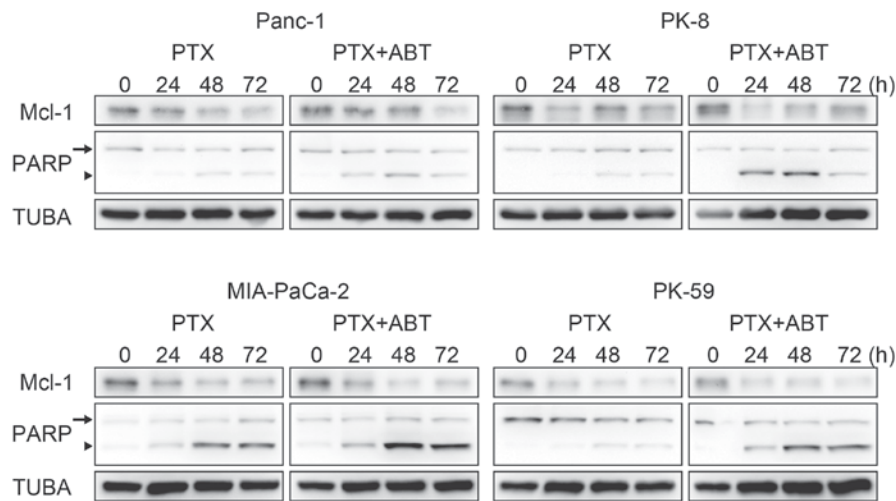 Panc-1 PK-8
PTX PTX+ABT PTX PTX+ABT
0 24 48 72 0 24 48 72 0 24 48 72 0 24 48 72 (h)
Mcl-1
PARP
TUBA
MIA-PaCa-2 PK-59
PTX PTX+ABT PTX PTX+ABT
0 24 48 72 0 24 48 72 0 24 48 72 0 24 48 72 (h)
Mcl-1
PARP
TUBA